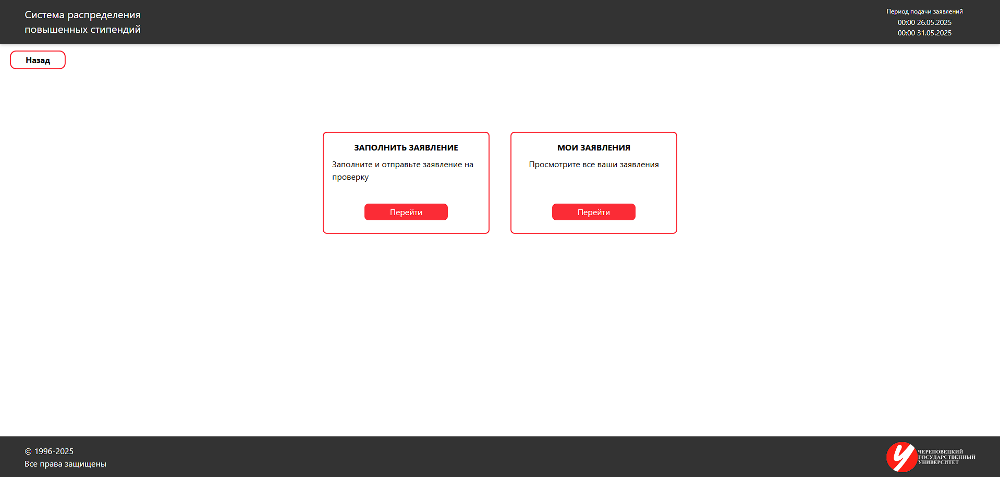 Система распределения
повышенных стипендий
Период подачи заявлений
00:00 26.05.2025
00:00 31.05.2025
Назад
ЗАПОЛНИТЬ ЗАЯВЛЕНИЕ
Заполните и отправьте заявление на
проверку
Перейти
МОИ ЗАЯВЛЕНИЯ
Просмотрите все ваши заявления
Перейти
© 1996-2025
Все права защищены
ЧЕРЕПОВЕЦКИЙ
ГОСУДАРСТВЕННЫЙ
УНИВЕРСИТЕТ